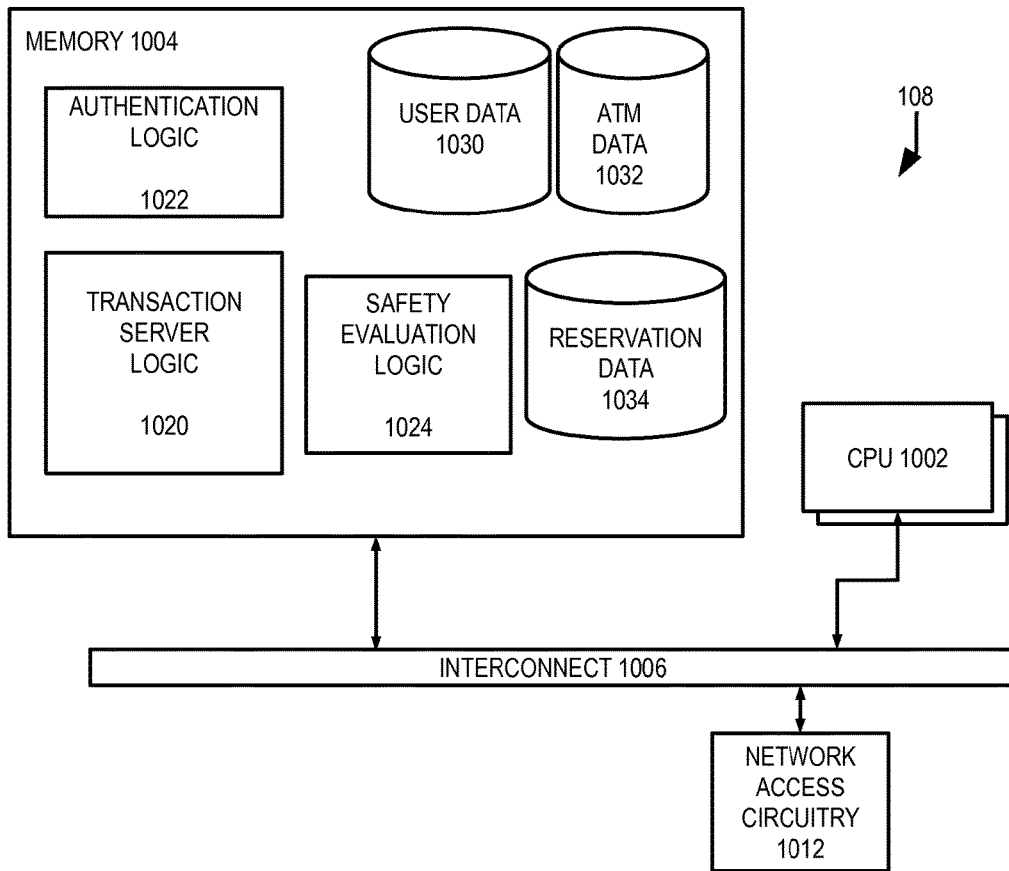 MEMORY 1004
AUTHENTICATION
LOGIC
1022
USER DATA
1030
ATM
DATA
1032
108
TRANSACTION
SERVER
LOGIC
1020
SAFETY
EVALUATION
LOGIC
1024
RESERVATION
DATA
1034
CPU 1002
INTERCONNECT 1006
NETWORK
ACCESS
CIRCUITRY
1012